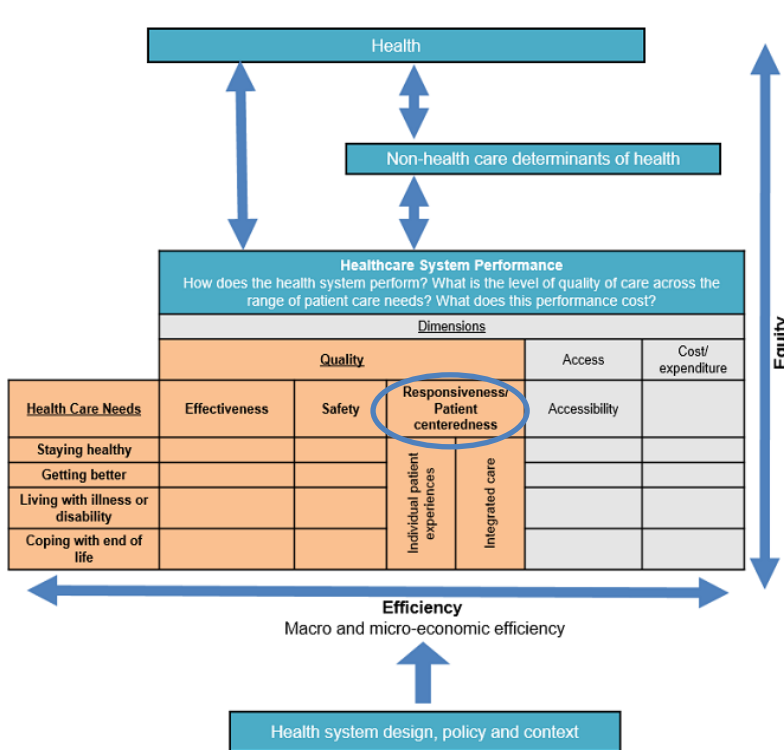 Health
Non-health care determinants of health
Healthcare System Performance
How does the health system perform? What is the level of quality of care across the
range of patient care needs? What does this performance cost?
Dimensions
Quality
Access
Cost/
expenditure
Health Care Needs
Effectiveness
Safety
Responsiveness/
Patient
centeredness
Accessibility
Staying healthy
Getting better
Living with illness or
disability
Coping with end of
life
Individual patient
experiences
Integrated care
Equity
Efficiency
Macro and micro-economic efficiency
Health system design, policy and context